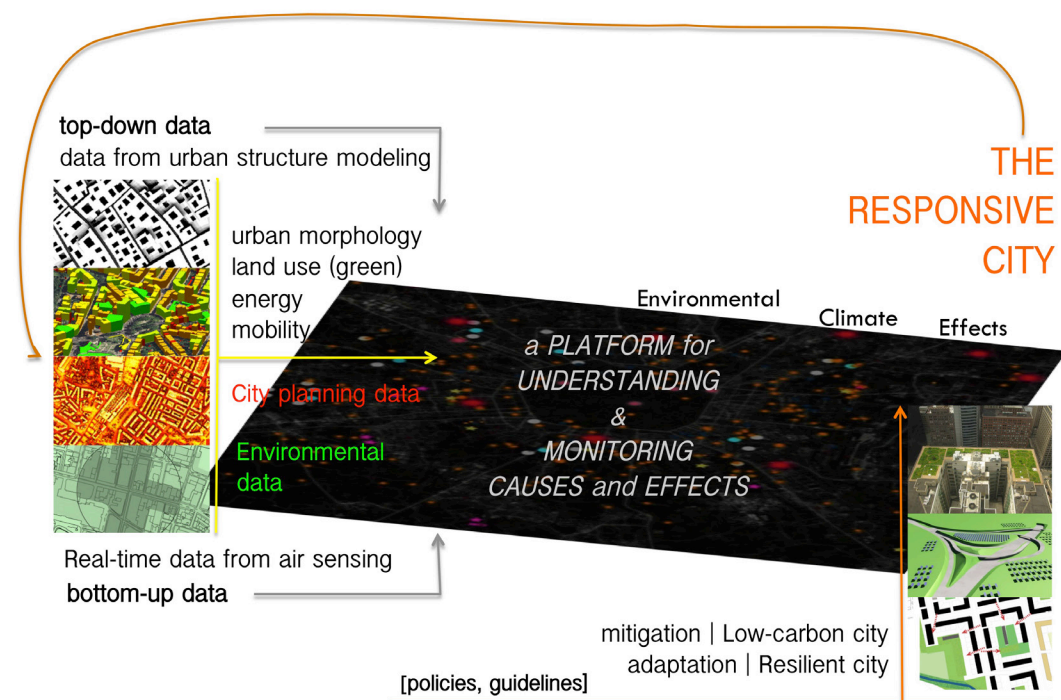 top-down data
data from urban structure modeling
THE
RESPONSIVE
CITY
urban morphology
land use (green)
energy
mobility
Environmental
Climate
Effects
a PLATFORM for
UNDERSTANDING
&
MONITORING
CAUSES and EFFECTS
City planning data
Environmental
data
Real-time data from air sensing
bottom-up data
mitigation | Low-carbon city
adaptation | Resilient city
[policies, guidelines]